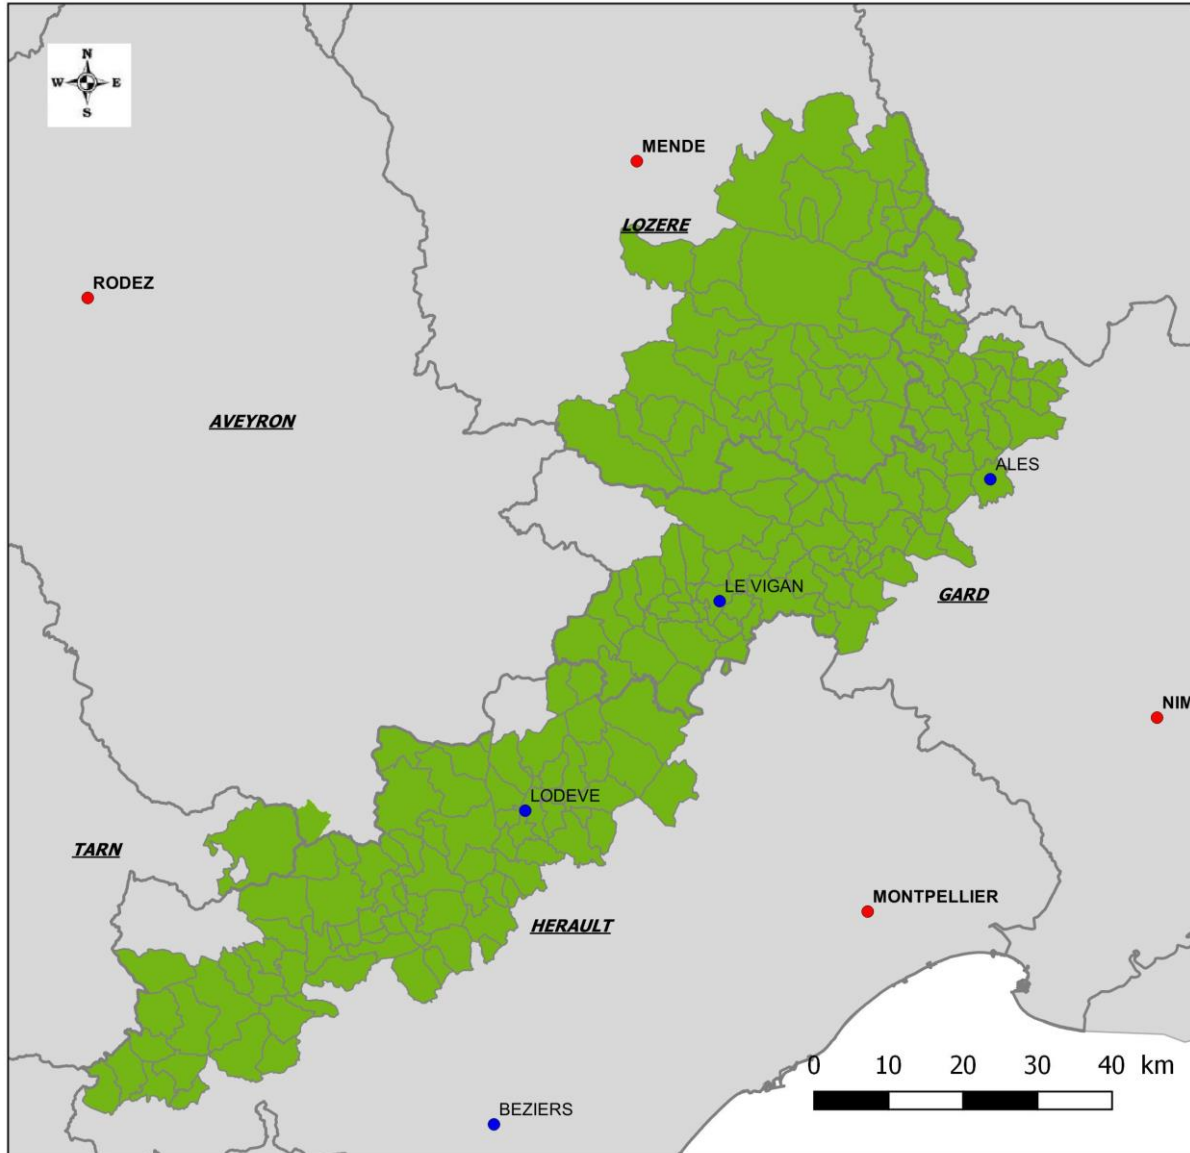 N
W E
S
MENDE
LOZERE
RODEZ
AVEYRON
ALES
LE VIGAN
GARD
NIM
LODEVE
TARN
MONTPELLIER
HERAULT
0 10 20 30 40 km
BEZIERS